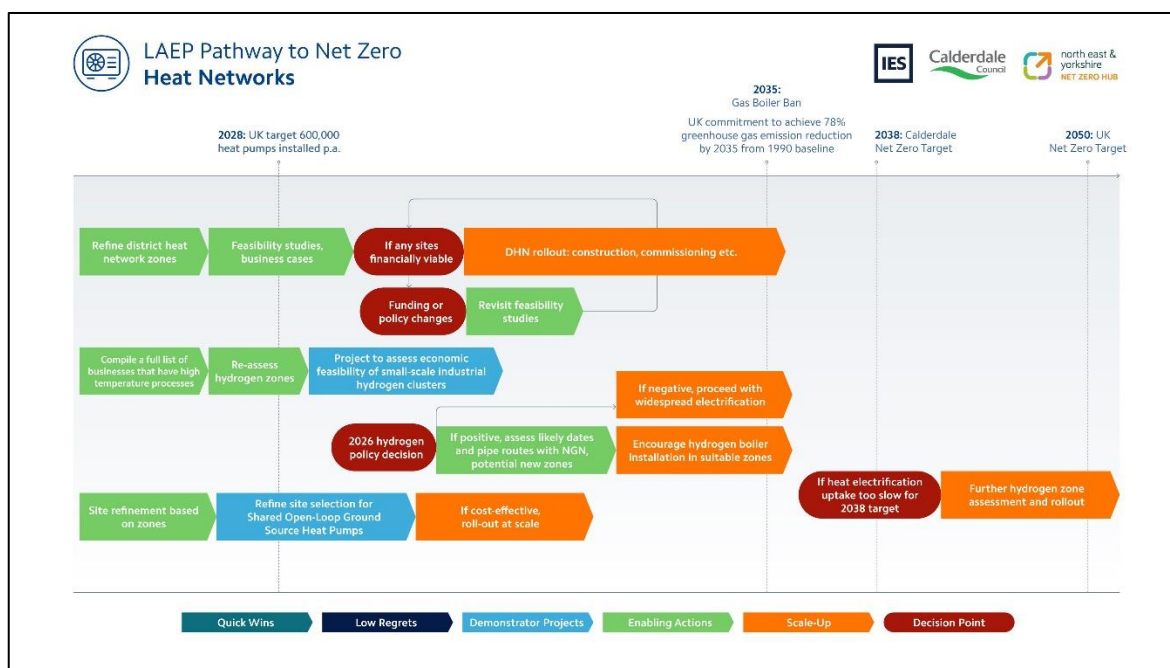 LAEP Pathway to Net Zero
Heat Networks
IES
Calderdale
Council
north east &
yorkshire
NET ZERO HUB
2028: UK target 600,000
heat pumps installed p.a.
2035:
Gas Boiler Ban
UK commitment to achieve 78%
greenhouse gas emission reduction
by 2035 from 1990 baseline
2038: Calderdale
Net Zero Target
2050: UK
Net Zero Target
Refine district heat
network zones
Feasibility studies,
business cases
If any sites
financially viable
DHN rollout: construction, commissioning etc.
Funding or
policy changes
Revisit feasibility
studies
Compile a full list of
businesses that have high
temperature processes
Re-assess
hydrogen zones
Project to assess economic
feasibility of small-scale industrial
hydrogen clusters
If negative, proceed with
widespread electrification
2026 hydrogen
policy decision
If positive, assess likely dates
and pipe routes with NGN,
potential new zones
Encourage hydrogen boiler
installation in suitable zones
If heat electrification
uptake too slow for
2038 target
Further hydrogen zone
assessment and rollout
Site refinement based
on zones
Refine site selection for
Shared Open-Loop Ground
Source Heat Pumps
If cost-effective,
roll-out at scale
Quick Wins
Low Regrets
Demonstrator Projects
Enabling Actions
Scale-Up
Decision Point